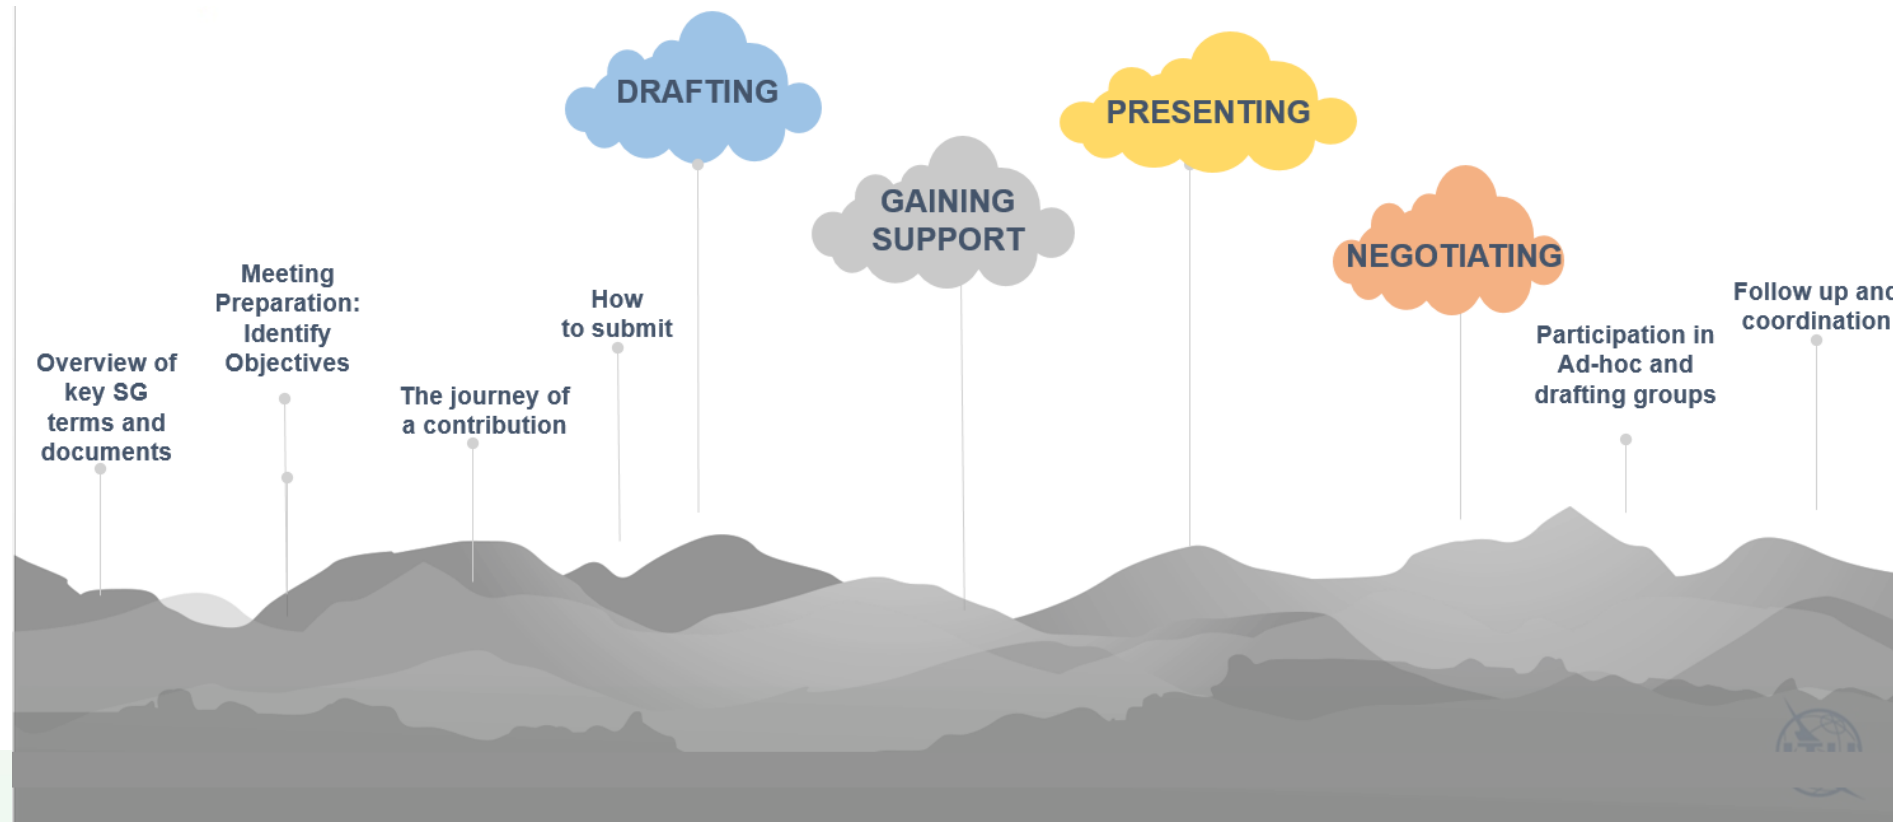 Overview of
key SG
terms and
documents
Meeting
Preparation:
Identify
Objectives
The journey of
a contribution
How
to submit
DRAFTING
GAINING
SUPPORT
PRESENTING
NEGOTIATING
Participation in
Ad-hoc and
drafting groups
Follow up and
coordination